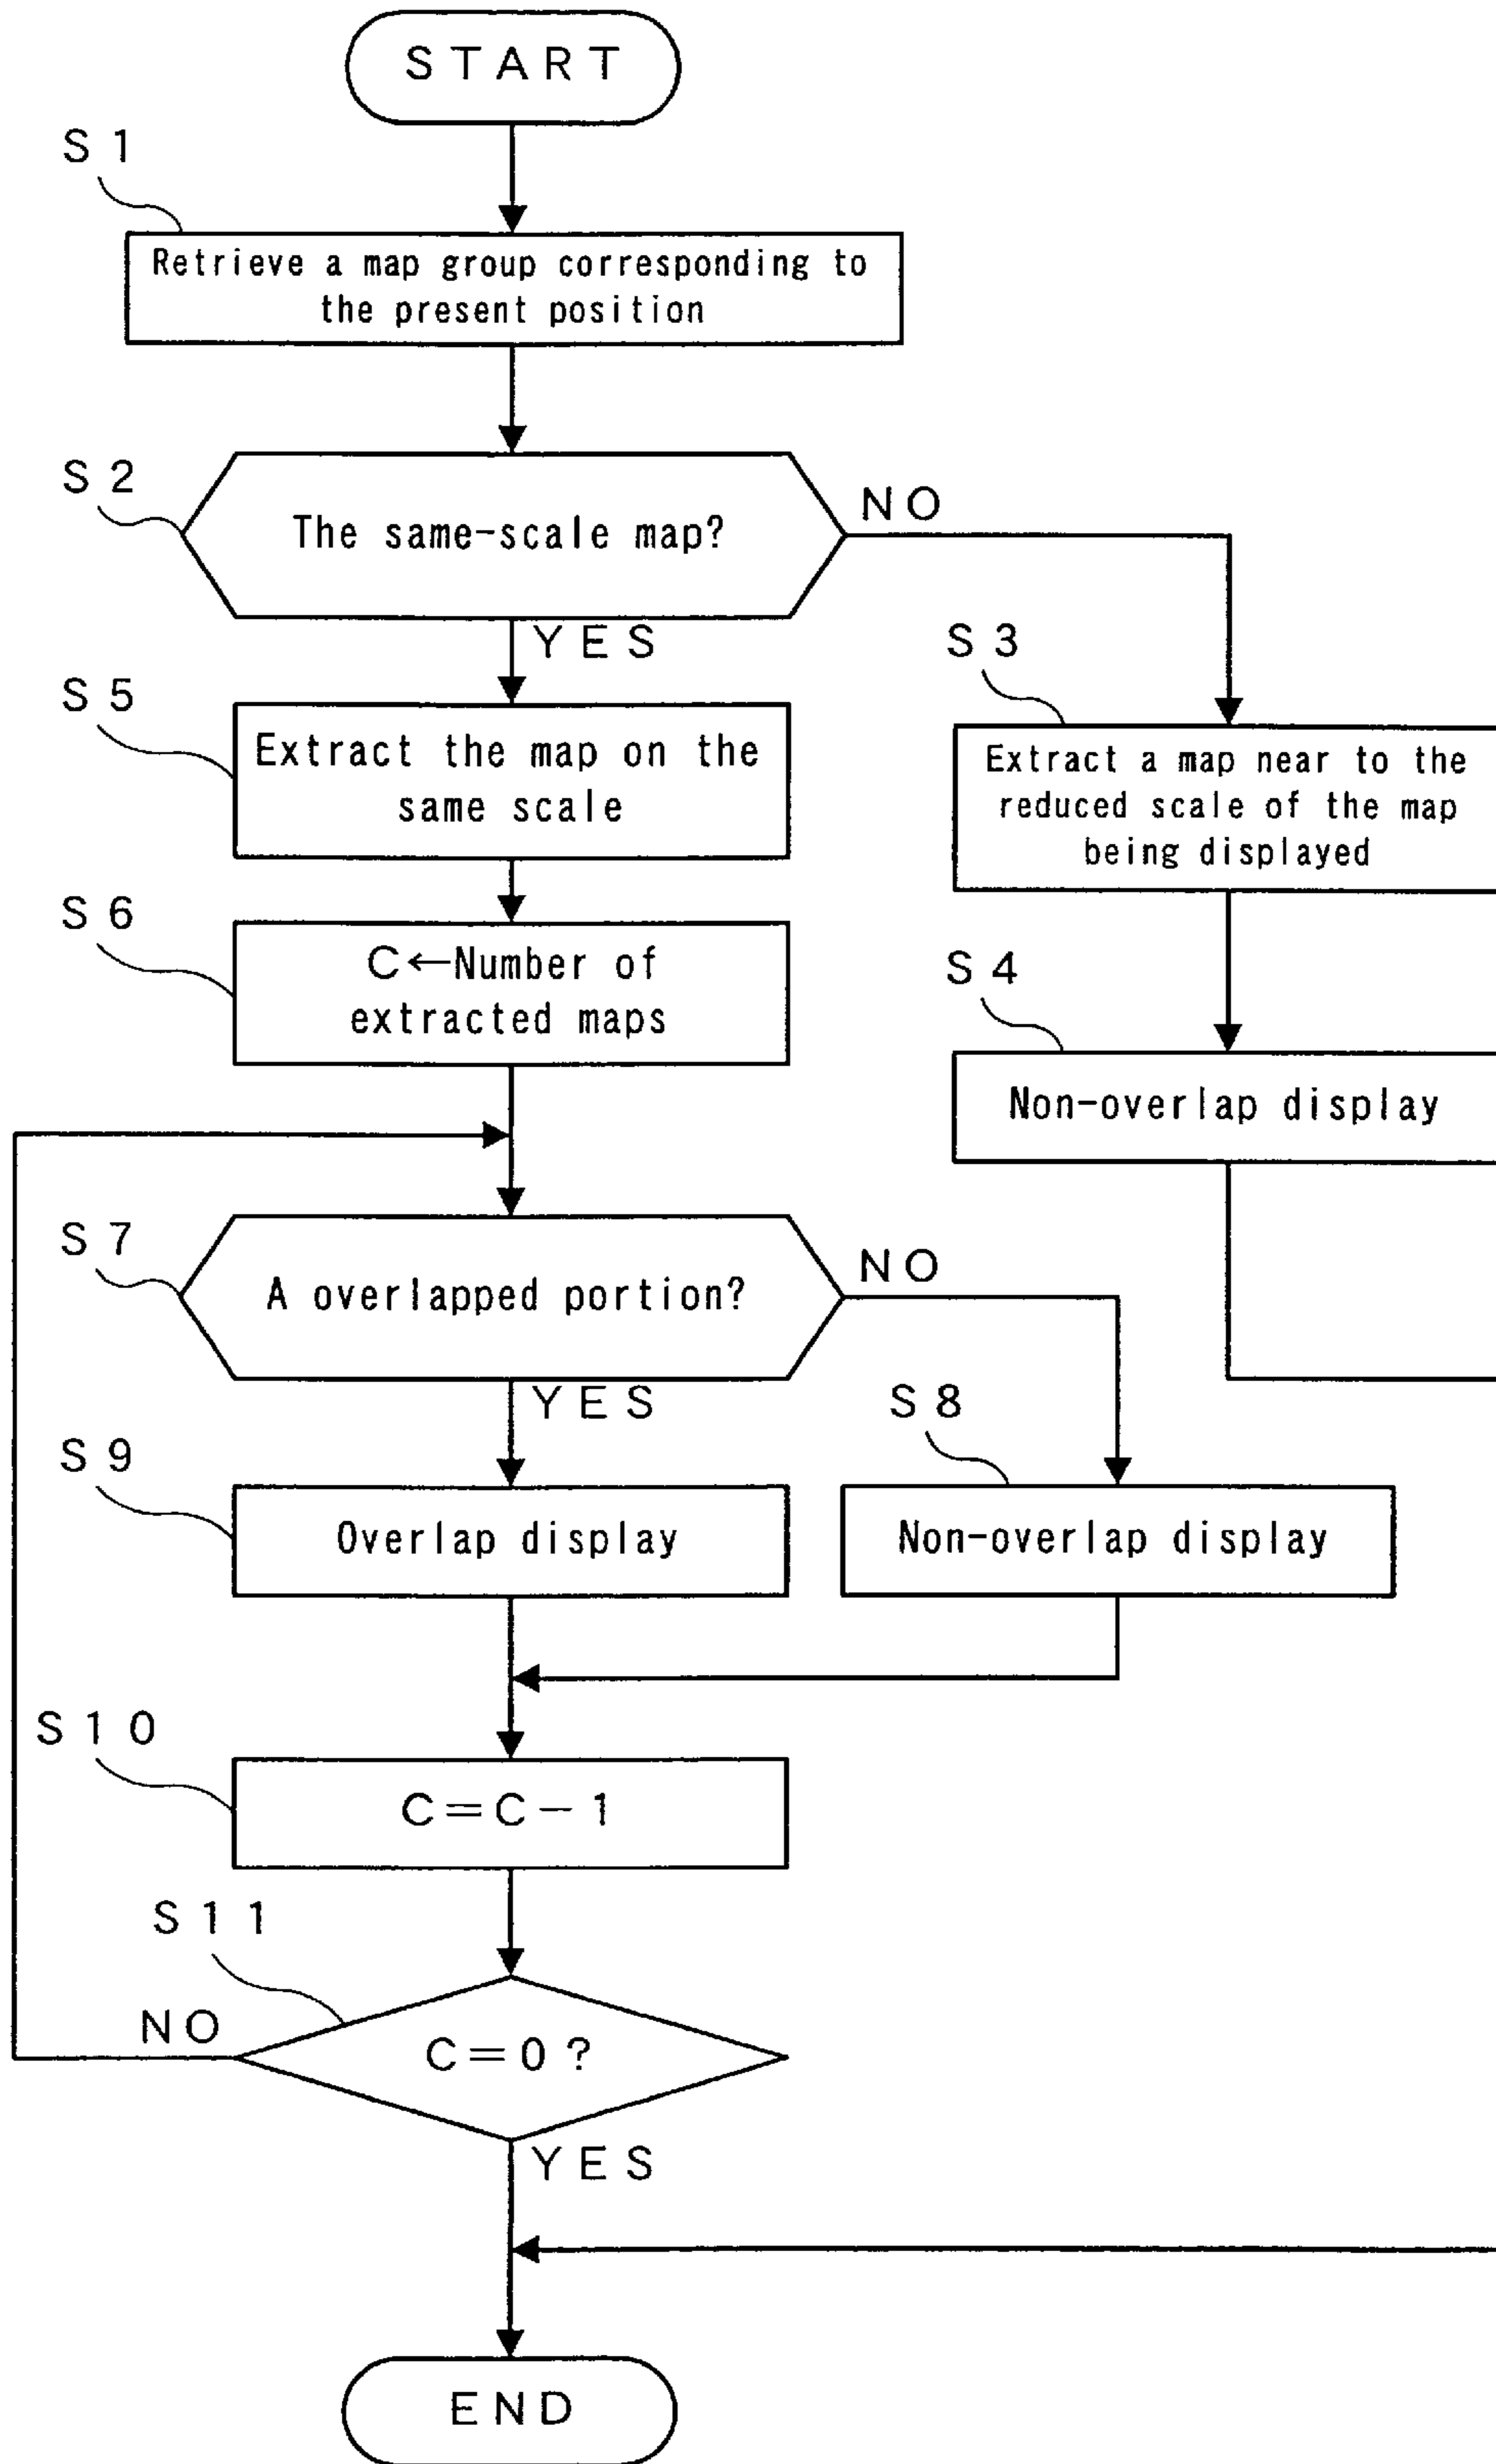 START
S1
Retrieve a map group corresponding to
the present position
S2
The same-scale map?
NO
YES
S3
Extract a map near to the
reduced scale of the map
being displayed
S5
Extract the map on the
same scale
S6
C←Number of
extracted maps
S4
Non-overlap display
S7
A overlapped portion?
NO
YES
S8
Non-overlap display
S9
Overlap display
S10
C=C-1
S11
C=0?
NO
YES
END